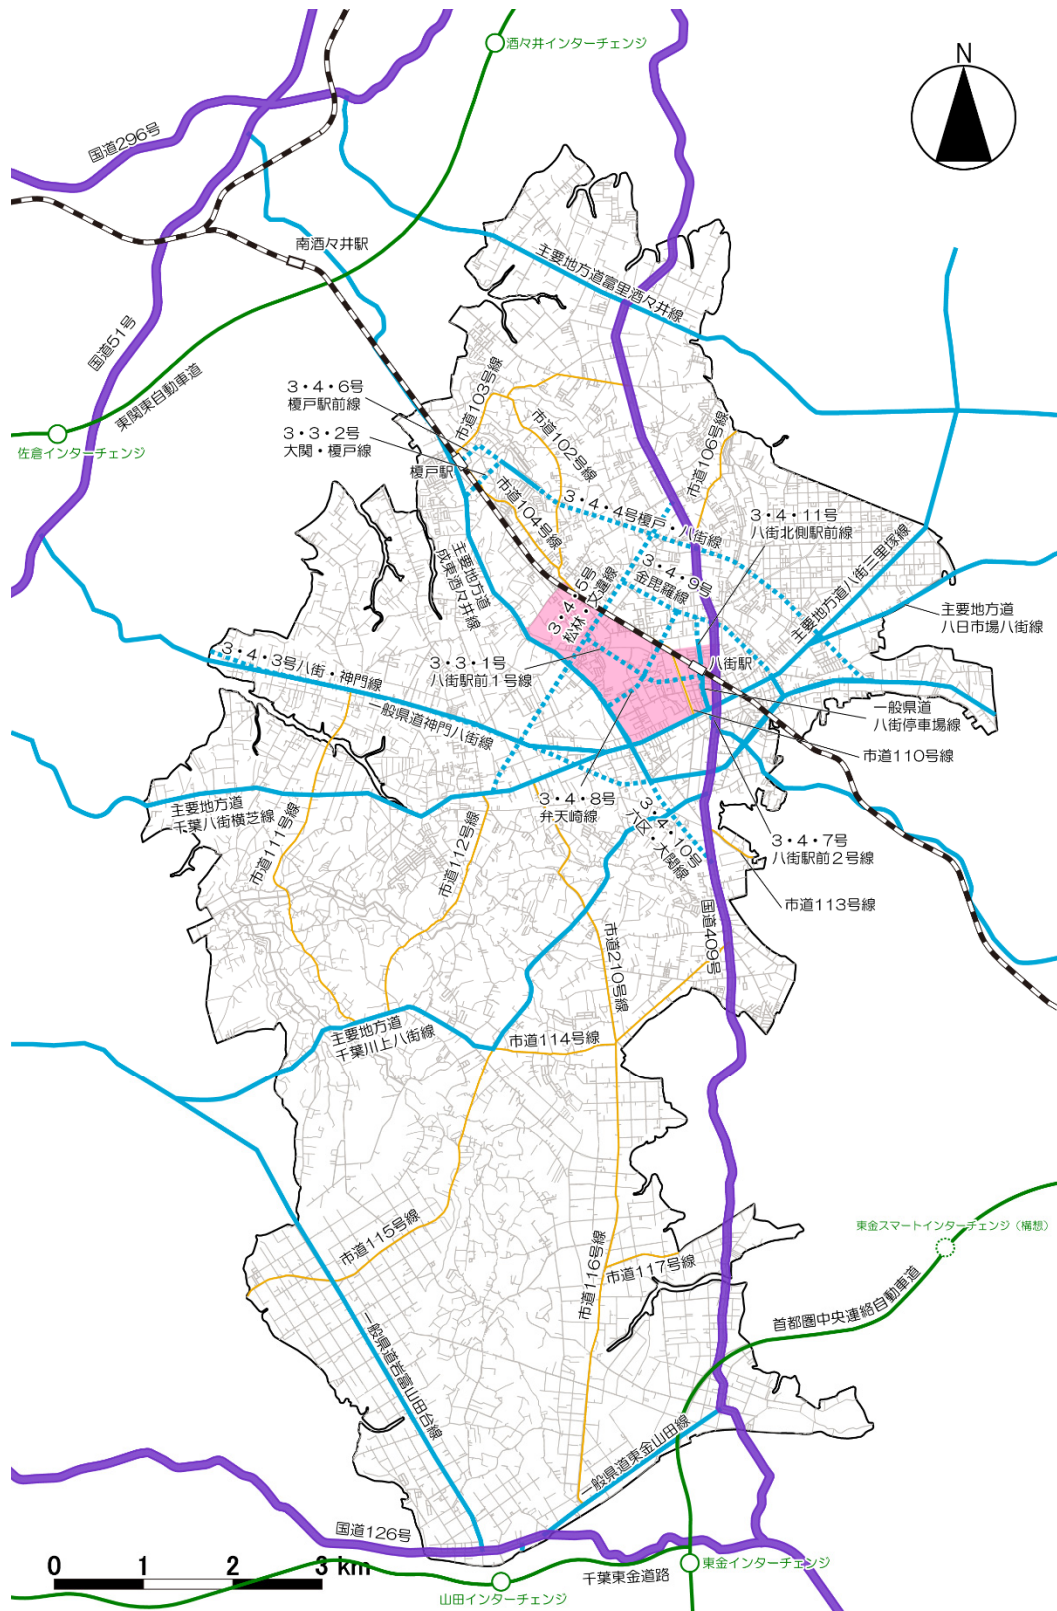 酒々井インターチェンジ
N
国道296号
南酒々井駅
主要地方道富里酒々井線
国道51号
東関東自動車道
佐倉インターチェンジ
3・4・6号
榎戸駅前線
3・3・2号
大関・榎戸線
榎戸駅
市道103号線
市道102号線
市道104号線
市道106号線
3・4・4号榎戸・八街線
3・4・11号
八街北側駅前線
主要地方道八街三里塚線
主要地方道
成東酒々井線
3・4・5号
松林・文違線
3・4・9号
金毘羅線
主要地方道
八日市場八街線
3・4・3号八街・神門線
3・3・1号
八街駅前1号線
八街駅
一般県道神門八街線
一般県道
八街停車場線
市道110号線
主要地方道
千葉八街横芝線
3・4・8号
弁天崎線
3・4・10号
六区・大関線
3・4・7号
八街駅前2号線
市道111号線
市道112号線
市道113号線
国道409号
市道210号線
主要地方道
千葉川上八街線
市道114号線
市道115号線
市道116号線
市道117号線
東金スマートインターチェンジ（構想）
首都圏中央連絡自動車道
一般県道岩富山田台線
一般県道東金山田線
国道126号
0 1 2 3 km
千葉東金道路
東金インターチェンジ
山田インターチェンジ